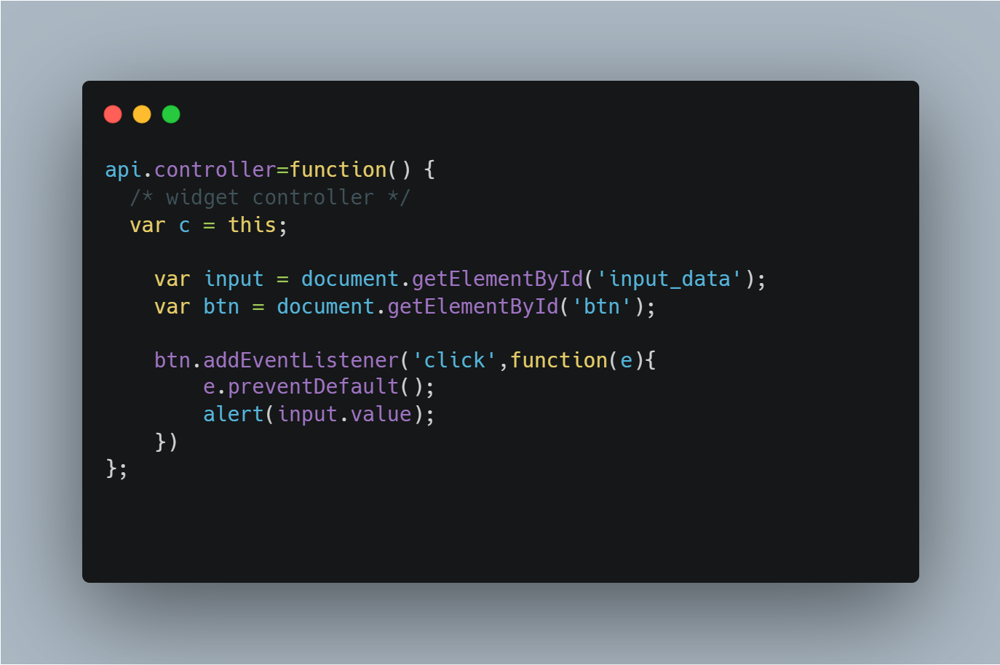 api.controller=function() {
  /* widget controller */
  var c = this;

    var input = document.getElementById('input_data');
    var btn = document.getElementById('btn');

    btn.addEventListener('click',function(e){
        e.preventDefault();
        alert(input.value);
    })
};